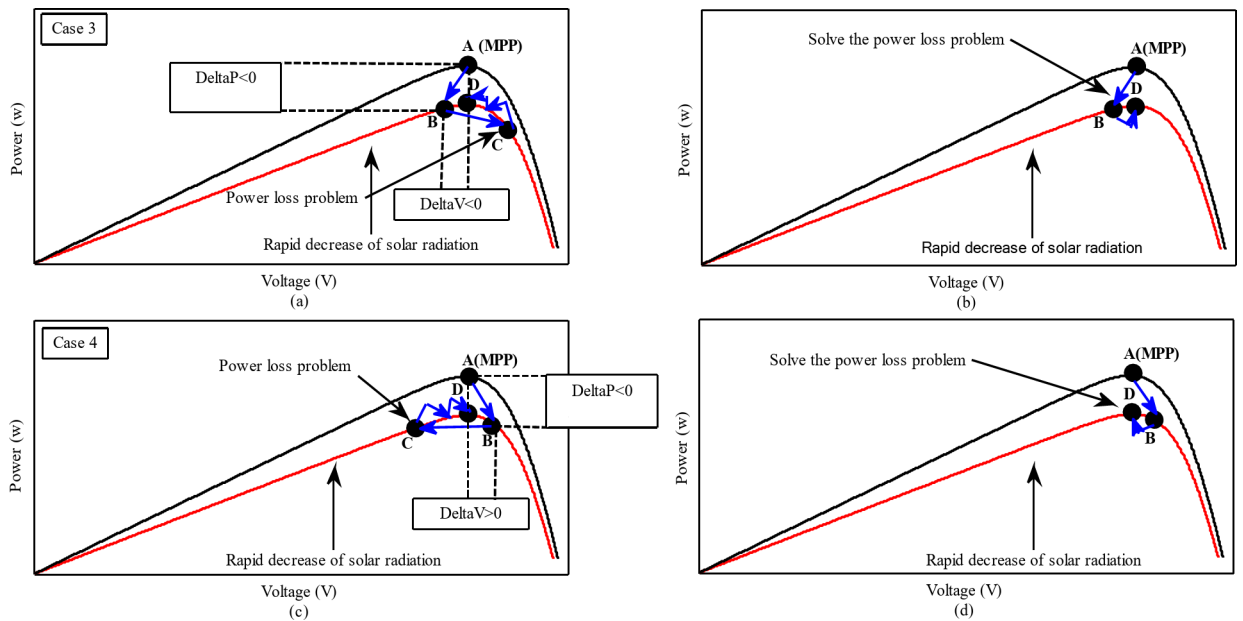 Case 3
A (MPP)
DeltaP<0
D
B
C
Power loss problem
DeltaV<0
Rapid decrease of solar radiation
Power (w)
Voltage (V)
(a)
Solve the power loss problem
A(MPP)
D
B
Rapid decrease of solar radiation
Power (w)
Voltage (V)
(b)
Case 4
Power loss problem
A(MPP)
DeltaP<0
D
C
B
DeltaV>0
Rapid decrease of solar radiation
Power (w)
Voltage (V)
(c)
A(MPP)
Solve the power loss problem
D
B
Rapid decrease of solar radiation
Power (w)
Voltage (V)
(d)